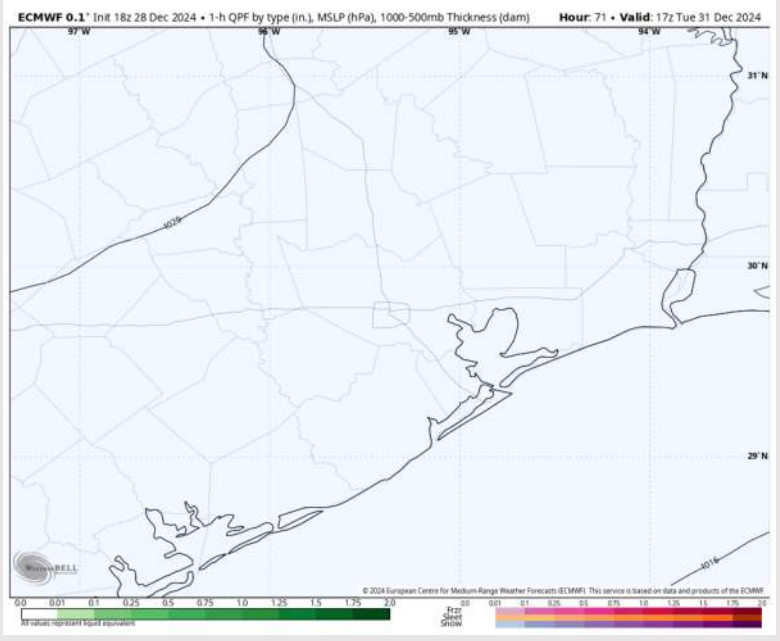 ECMWF 0.1° Init 18z 28 Dec 2024 • 1-h QPF by type (in.), MSLP (hPa), 1000-500mb Thickness (dam) Hour: 71 • Valid: 17z Tue 31 Dec 2024
97°W 96°W 95°W 94°W
31°N
1020
30°N
29°N
1016
WeatherBELL
© 2024 European Centre for Medium-Range Weather Forecasts (ECMWF). This service is based on data and products of the ECMWF.
0.0 0.01 0.1 0.25 0.5 0.75 1.0 1.25 1.5 1.75 2.0
All values represent liquid equivalent
0.0 0.01 0.1 0.25 0.5 0.75 1.0 1.25 1.5 1.75 2.0
Frzr
Sleet
Snow